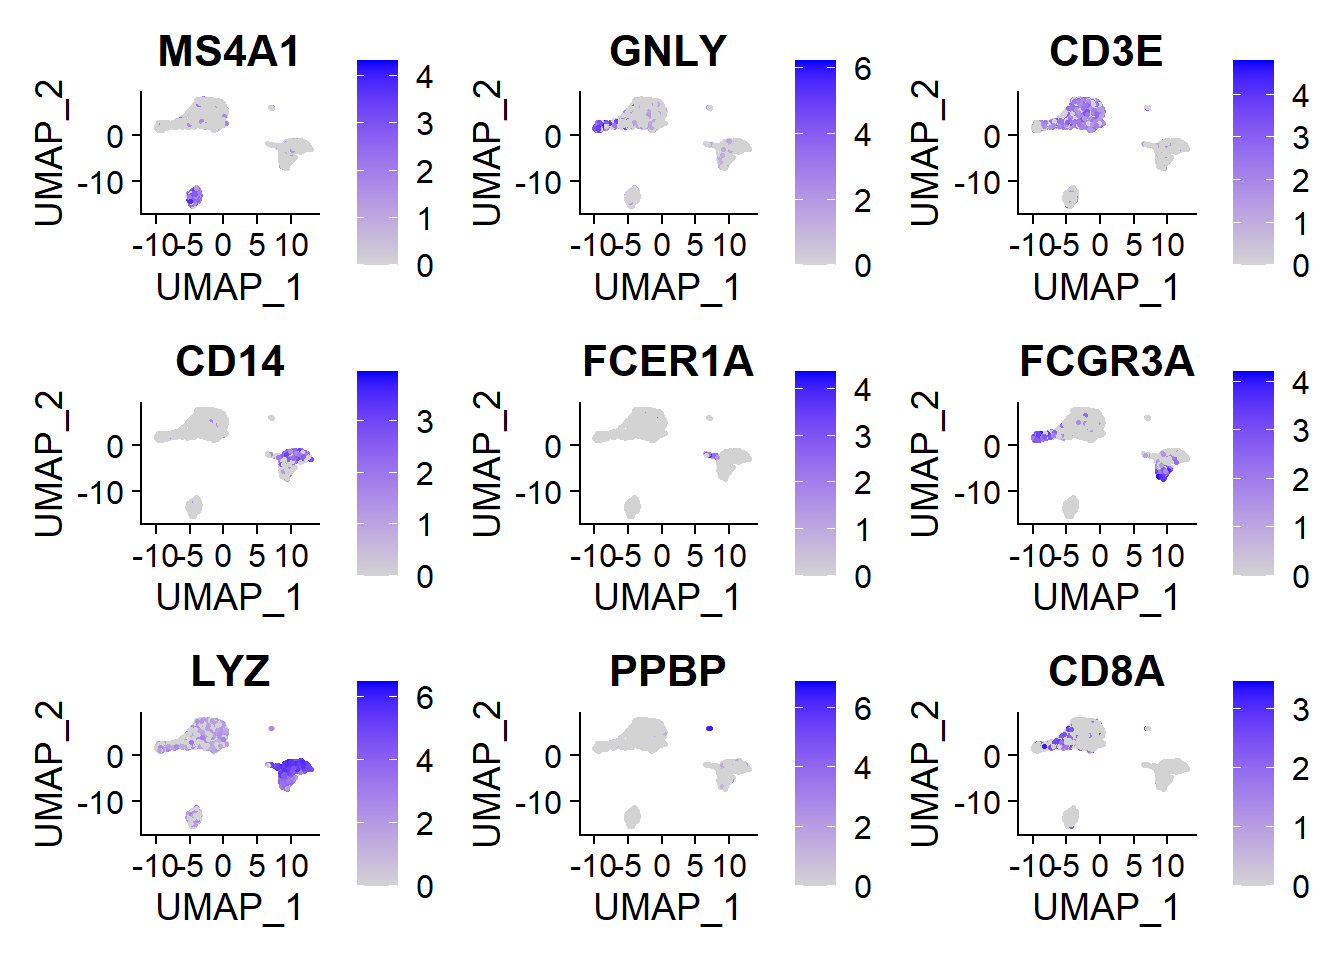 MS4A1 GNLY CD3E
UMAP_2 0 -10 -10 -5 0 5 10 UMAP_1 4 3 2 1 0
UMAP_2 0 -10 -10 -5 0 5 10 UMAP_1 6 4 2 0
UMAP_2 0 -10 -10 -5 0 5 10 UMAP_1 4 3 2 1 0
CD14 FCER1A FCGR3A
UMAP_2 0 -10 -10 -5 0 5 10 UMAP_1 3 2 1 0
UMAP_2 0 -10 -10 -5 0 5 10 UMAP_1 4 3 2 1 0
UMAP_2 0 -10 -10 -5 0 5 10 UMAP_1 4 3 2 1 0
LYZ PPBP CD8A
UMAP_2 0 -10 -10 -5 0 5 10 UMAP_1 6 4 2 0
UMAP_2 0 -10 -10 -5 0 5 10 UMAP_1 6 4 2 0
UMAP_2 0 -10 -10 -5 0 5 10 UMAP_1 3 2 1 0